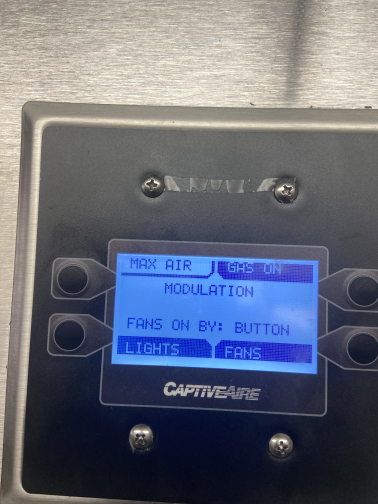 MAX AIR GAS ON
MODULATION
FANS ON BY: BUTTON
LIGHTS FANS
CAPTIVEAIRE